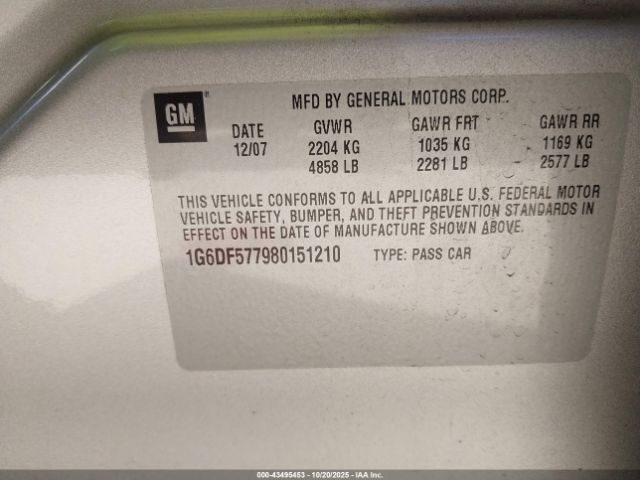 GM ®
MFD BY GENERAL MOTORS CORP.
DATE GVWR GAWR FRT GAWR RR
12/07 2204 KG 1035 KG 1169 KG
4858 LB 2281 LB 2577 LB
THIS VEHICLE CONFORMS TO ALL APPLICABLE U.S. FEDERAL MOTOR
VEHICLE SAFETY, BUMPER, AND THEFT PREVENTION STANDARDS IN
EFFECT ON THE DATE OF MANUFACTURE SHOWN ABOVE.
1G6DF577980151210 TYPE: PASS CAR
000-43495453 - 10/20/2025 - IAA Inc.